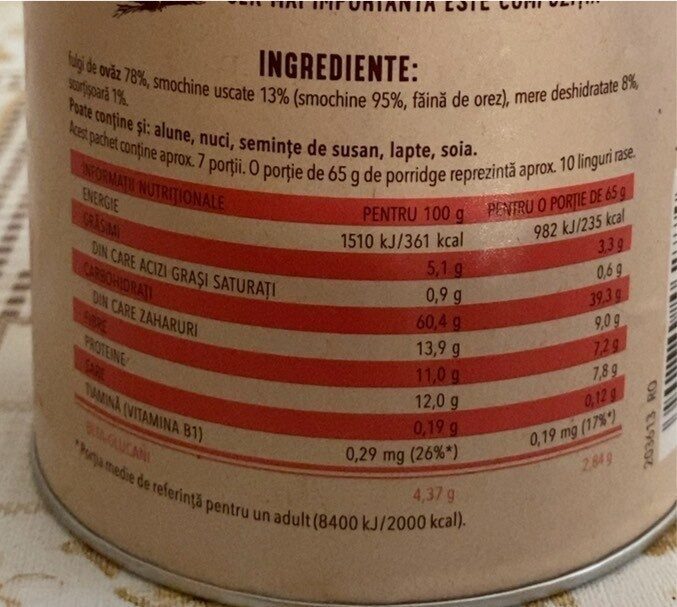 MAI IMPORTANTA ESTE
INGREDIENTE:
fulgi de ovăz 78%, smochine uscate 13% (smochine 95%, făină de orez), mere deshidratate 8%,
scorțișoară 1%.
Poate conține și: alune, nuci, semințe de susan, lapte, soia.
Acest pachet conține aprox. 7 porții. O porție de 65 g de porridge reprezintă aprox. 10 linguri rase.
INFORMAȚII NUTRIȚIONALE PENTRU 100 g PENTRU O PORȚIE DE 65 g
ENERGIE 1510 kJ/361 kcal 982 kJ/235 kcal
GRĂSIMI 5,1 g 3,3 g
DIN CARE ACIZI GRAȘI SATURAȚI 0,9 g 0,6 g
CARBOHIDRAȚI 60,4 g 39,3 g
DIN CARE ZAHARURI 13,9 g 9,0 g
FIBRE 11,0 g 7,2 g
PROTEINE 12,0 g 7,8 g
SARE 0,19 g 0,12 g
TIAMINĂ (VITAMINA B1) 0,29 mg (26%*) 0,19 mg (17%*)
BETA-GLUCANI 4,37 g 2,84 g
*Porția medie de referință pentru un adult (8400 kJ/2000 kcal).
203613 RO